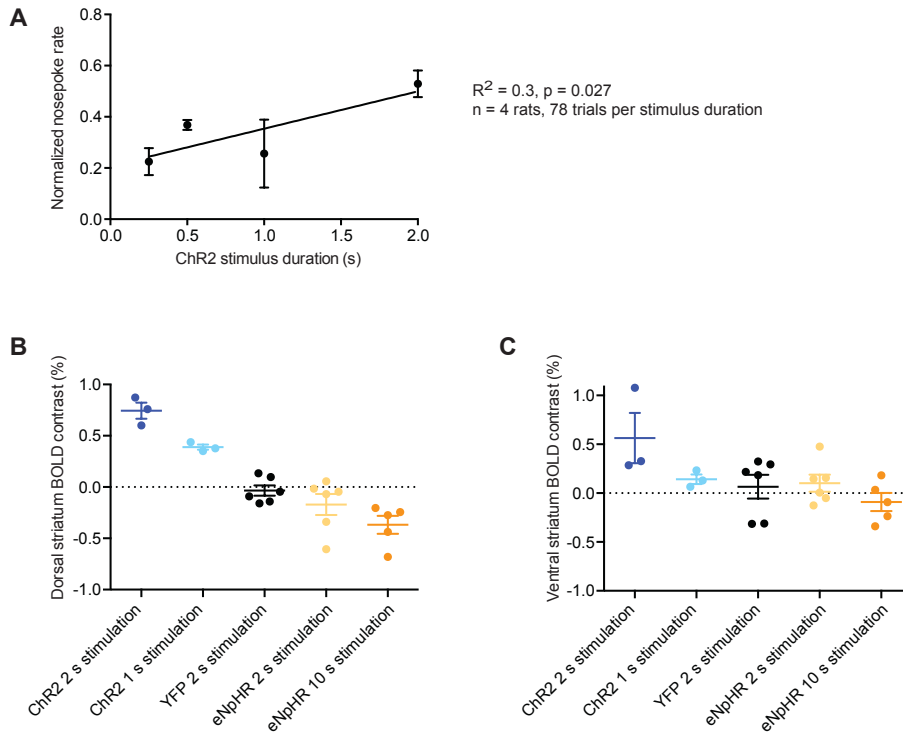 A
0.8
0.6
0.4
0.2
0.0
Normalized nosepoke rate
0.0
0.5
1.0
1.5
2.0
ChR2 stimulus duration (s)
R² = 0.3, p = 0.027
n = 4 rats, 78 trials per stimulus duration
B
Dorsal striatum BOLD contrast (%)
1.0
0.5
0.0
-0.5
-1.0
ChR2 2 s stimulation
ChR2 1 s stimulation
YFP 2 s stimulation
eNpHR 2 s stimulation
eNpHR 10 s stimulation
C
Ventral striatum BOLD contrast (%)
1.0
0.5
0.0
-0.5
-1.0
ChR2 2 s stimulation
ChR2 1 s stimulation
YFP 2 s stimulation
eNpHR 2 s stimulation
eNpHR 10 s stimulation